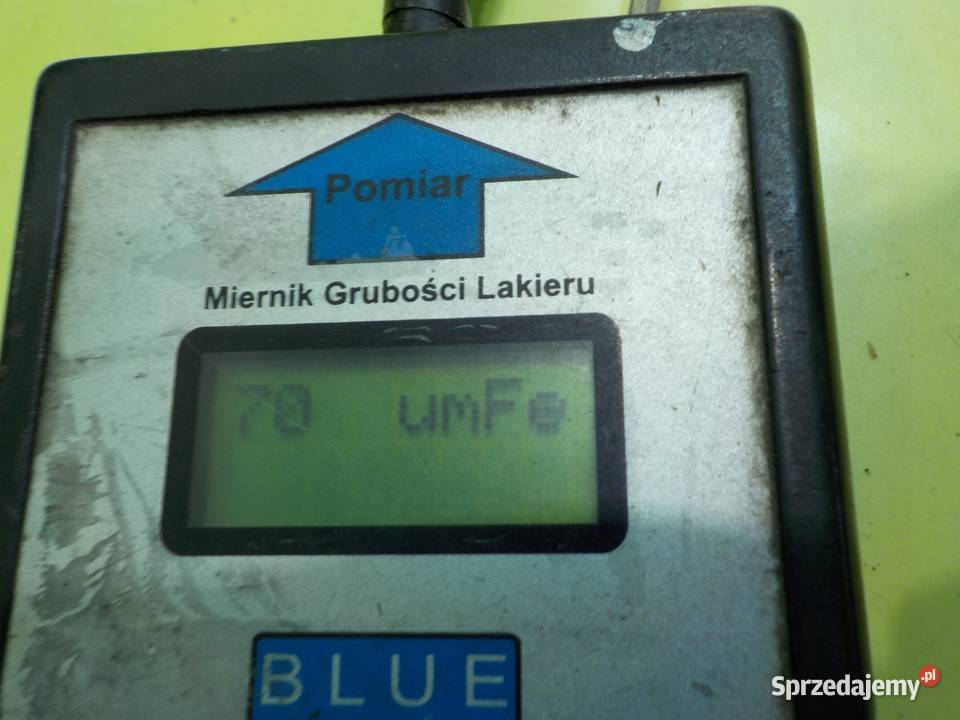 Pomiar
Miernik Grubości Lakieru
70 umFe
BLUE
Sprzedajemy.pl